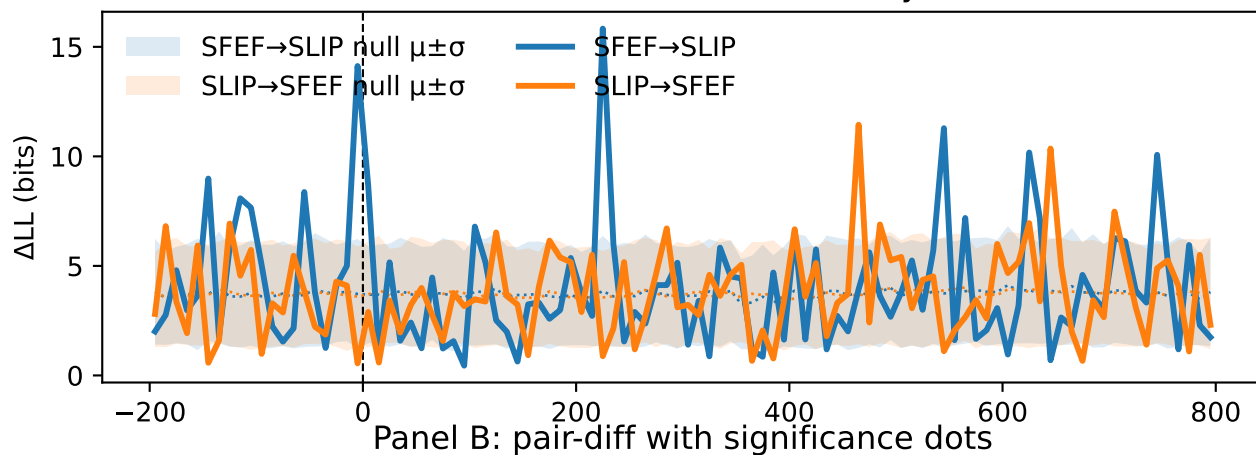 SFEF→SLIP null μ±σ
SLIP→SFEF null μ±σ
SFEF→SLIP
SLIP→SFEF
ΔLL (bits)
15
10
5
0
−200 0 200 400 600 800
Panel B: pair-diff with significance dots